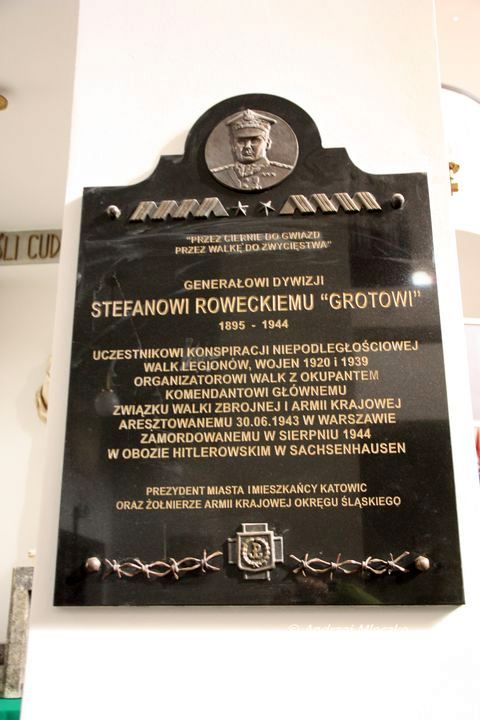 ŚLI CUD
"PRZEZ CIERNIE DO GWIAZD
PRZEZ WALKĘ DO ZWYCIĘSTWA"
GENERAŁOWI DYWIZJI
STEFANOWI ROWECKIEMU "GROTOWI"
1895 - 1944
UCZESTNIKOWI KONSPIRACJI NIEPODLEGŁOŚCIOWEJ
WALK LEGIONÓW, WOJEN 1920 i 1939
ORGANIZATOROWI WALK Z OKUPANTEM
KOMENDANTOWI GŁÓWNEMU
ZWIĄZKU WALKI ZBROJNEJ I ARMII KRAJOWEJ
ARESZTOWANEMU 30.06.1943 W WARSZAWIE
ZAMORDOWANEMU W SIERPNIU 1944
W OBOZIE HITLEROWSKIM W SACHSENHAUSEN
PREZYDENT MIASTA I MIESZKAŃCY KATOWIC
ORAZ ŻOŁNIERZE ARMII KRAJOWEJ OKRĘGU ŚLĄSKIEGO
© Andrzej Mleczko